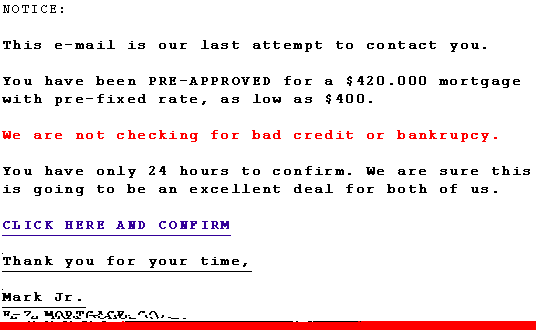 NOTICE:
This e-mail is our last attempt to contact you.
You have been PRE-APPROVED for a $420.000 mortgage
with pre-fixed rate, as low as $400.
We are not checking for bad credit or bankrupcy.
You have only 24 hours to confirm. We are sure this
is going to be an excellent deal for both of us.
CLICK HERE AND CONFIRM
Thank you for your time,
Mark Jr.
E-Z MORTGAGE CO.